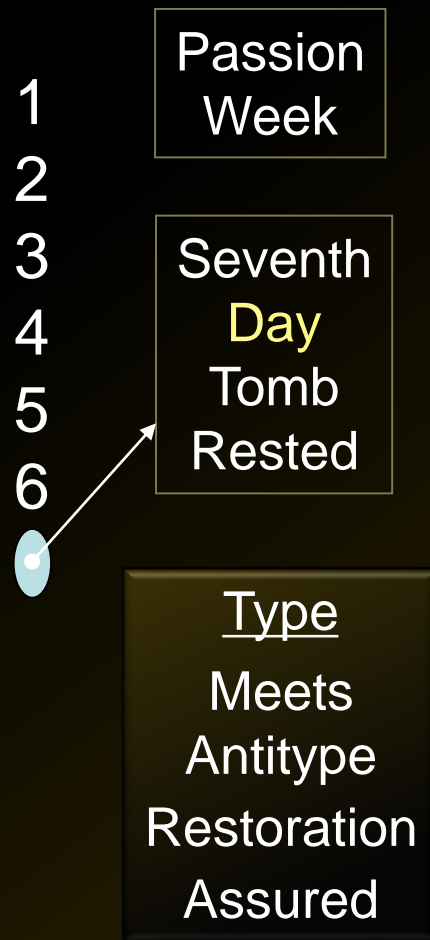 1
2
3
4
5
6
Passion
Week
Seventh
Day
Tomb
Rested
Type
Meets
Antitype
Restoration
Assured